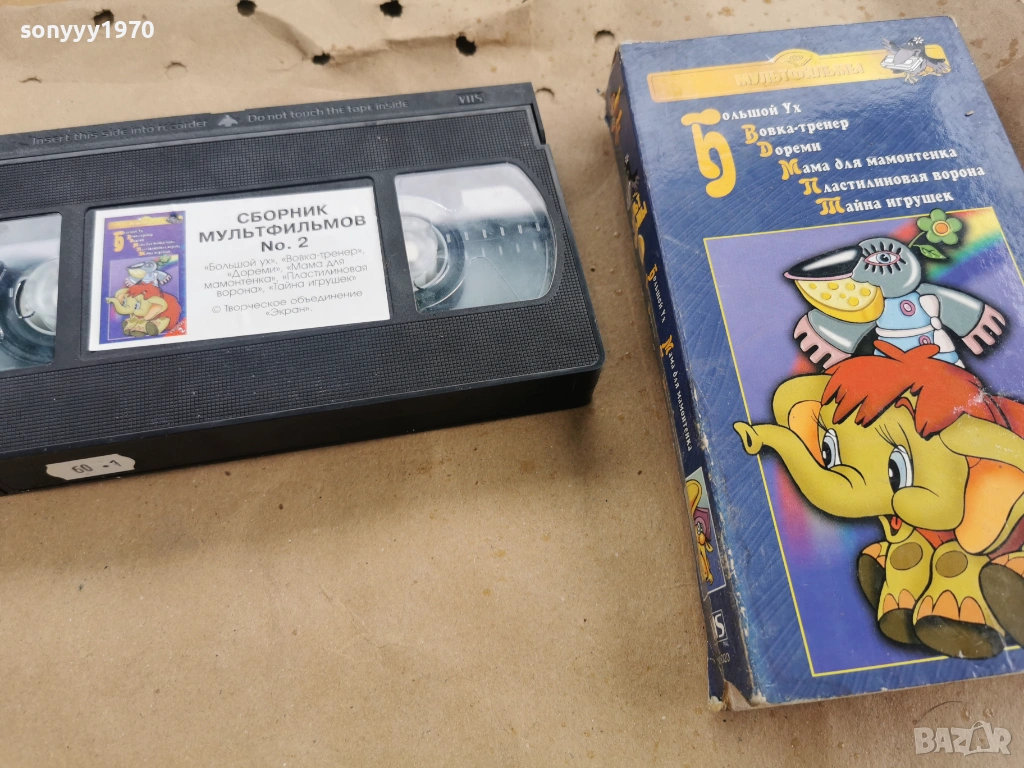 sonyyy1970
Insert this side into recorder Do not touch the tape inside
VHS
СБОРНИК
МУЛЬТФИЛЬМОВ
No. 2
«Большой ух», «Вовка-тренер»,
«Дореми», «Мама для
мамонтенка», «Пластилиновая
ворона», «Тайна игрушек»
© Творческое объединение
«Экран».
60 •1
МУЛЬТФИЛЬМЫ
Большой Ух
Вовка-тренер
Дореми
Мама для мамонтенка
Пластилиновая ворона
Тайна игрушек
Большой Ух
Мама для мамонтенка
BAZAR